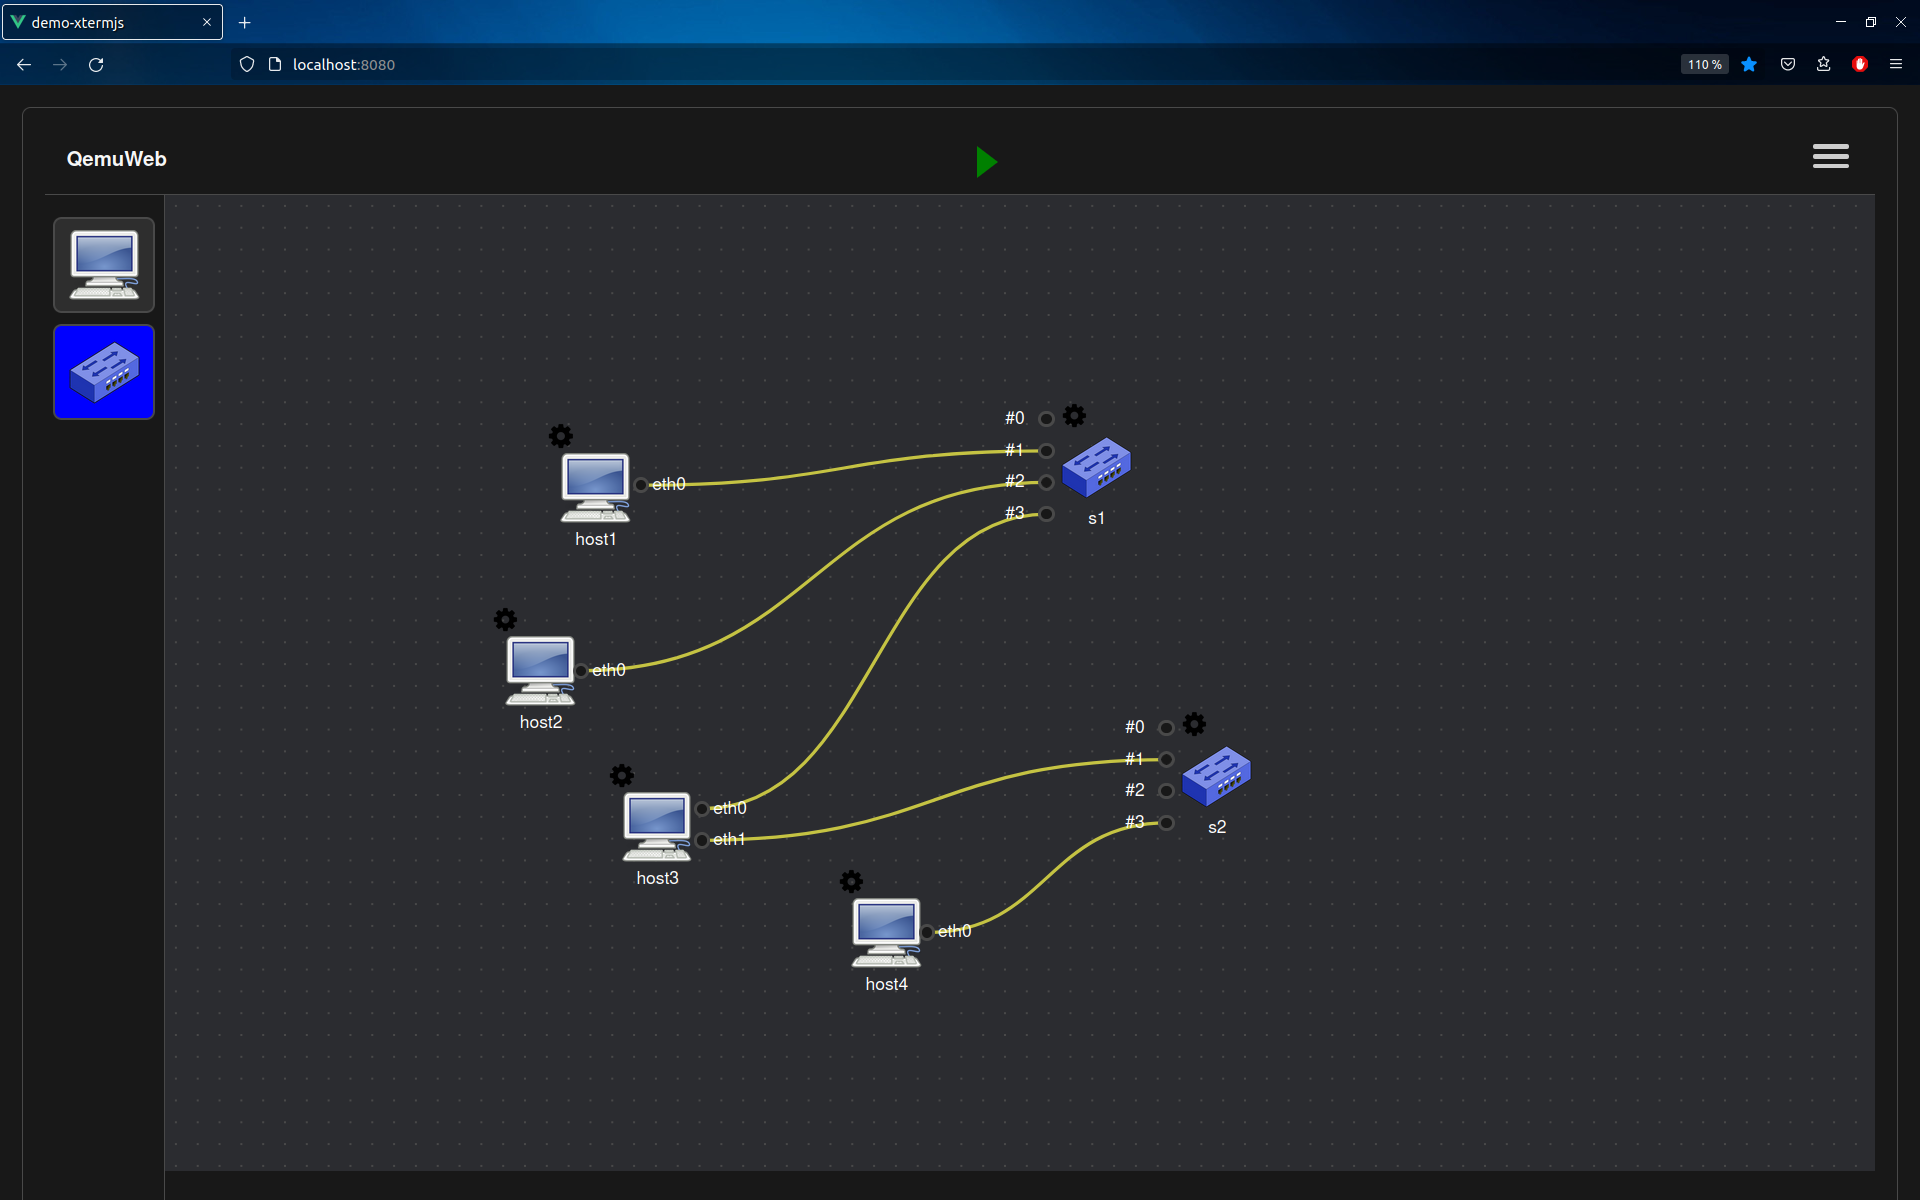 demo-xtermjs
localhost:8080
110 %
QemuWeb
#0
eth0
#1
#2
#3
s1
host1
eth0
host2
#0
#1
#2
#3
s2
eth0
eth1
host3
eth0
host4